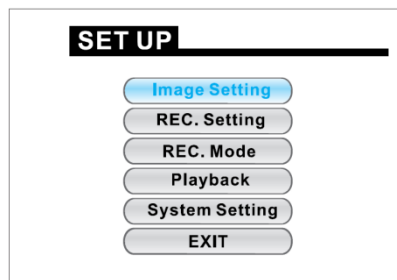 SET UP
Image Setting
REC. Setting
REC. Mode
Playback
System Setting
EXIT